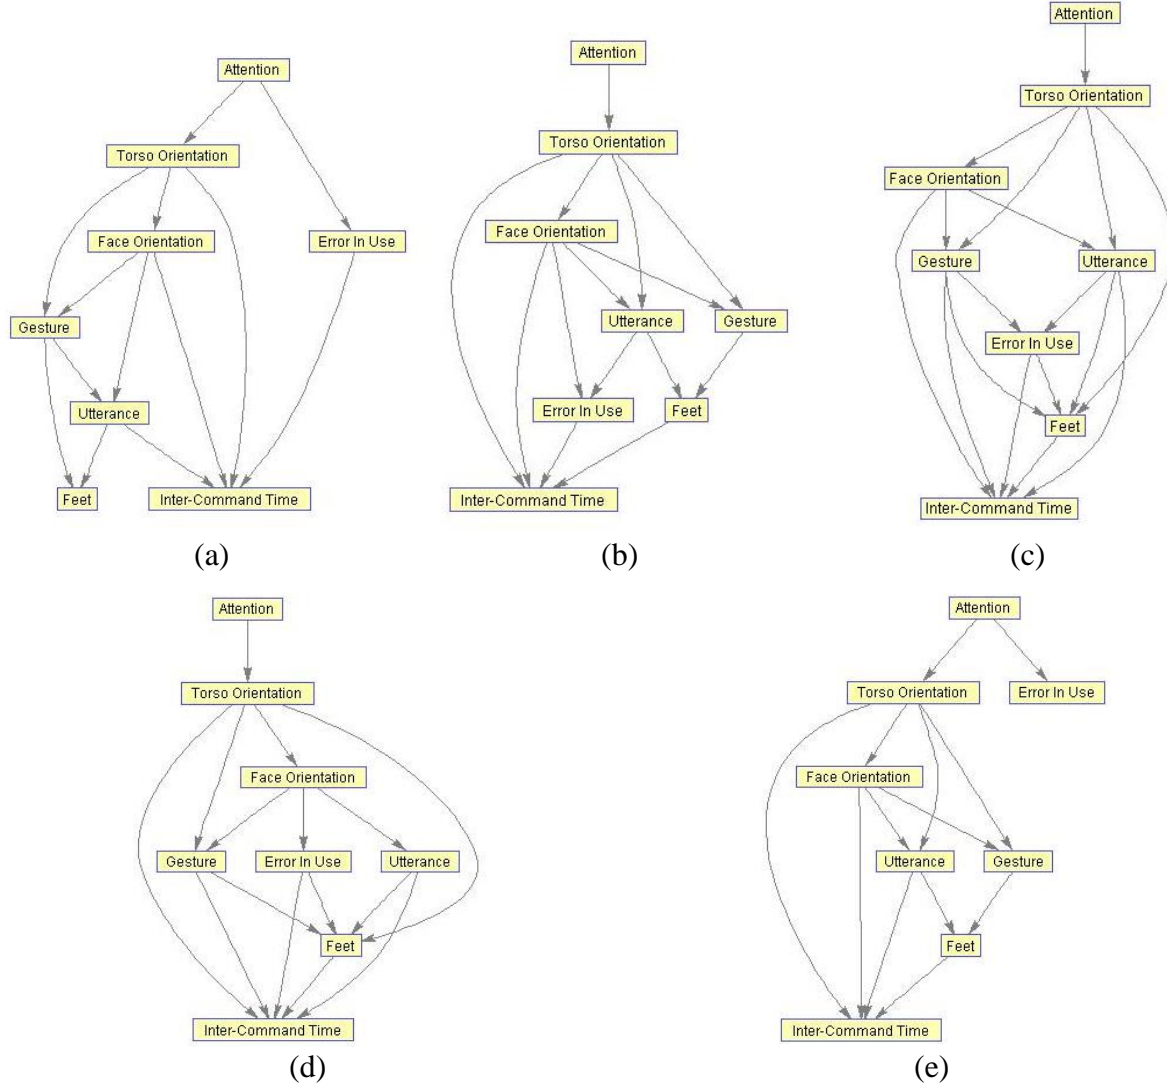 Attention
Torso Orientation
Face Orientation
Error In Use
Gesture
Utterance
Feet
Inter-Command Time
(a)
Attention
Torso Orientation
Face Orientation
Utterance
Gesture
Error In Use
Feet
Inter-Command Time
(b)
Attention
Torso Orientation
Face Orientation
Gesture
Utterance
Error In Use
Feet
Inter-Command Time
(c)
Attention
Torso Orientation
Face Orientation
Gesture
Error In Use
Utterance
Feet
Inter-Command Time
(d)
Attention
Torso Orientation
Error In Use
Face Orientation
Utterance
Gesture
Feet
Inter-Command Time
(e)